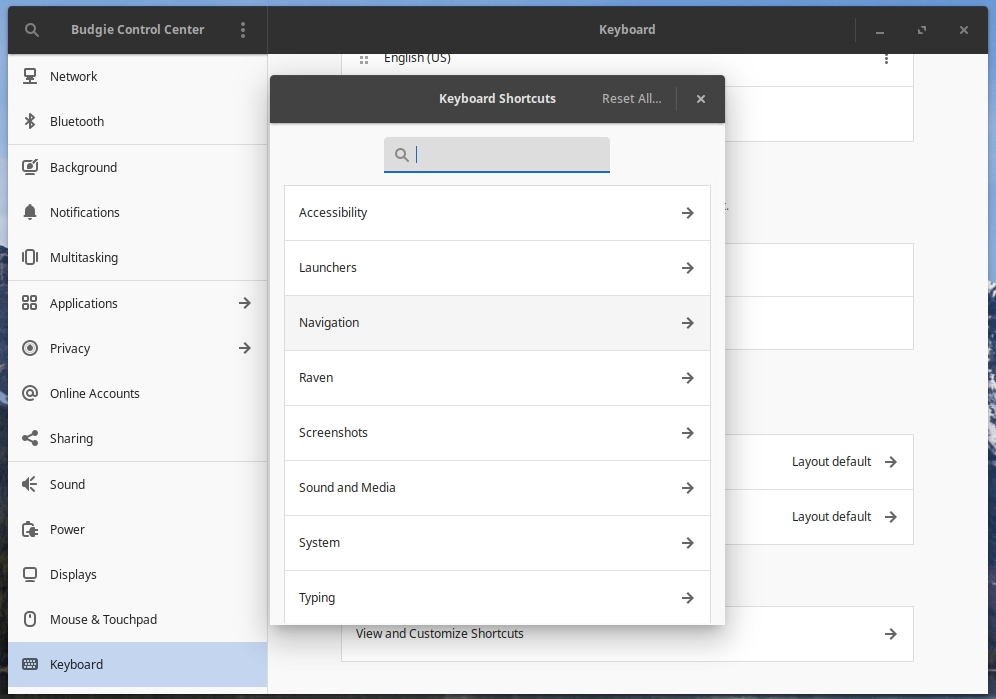 Budgie Control Center
Keyboard
Network
Bluetooth
Background
Notifications
Multitasking
Applications
Privacy
Online Accounts
Sharing
Sound
Power
Displays
Mouse & Touchpad
Keyboard
English (US)
Keyboard Shortcuts
Reset All...
Accessibility
Launchers
Navigation
Raven
Screenshots
Sound and Media
System
Typing
Layout default
Layout default
View and Customize Shortcuts